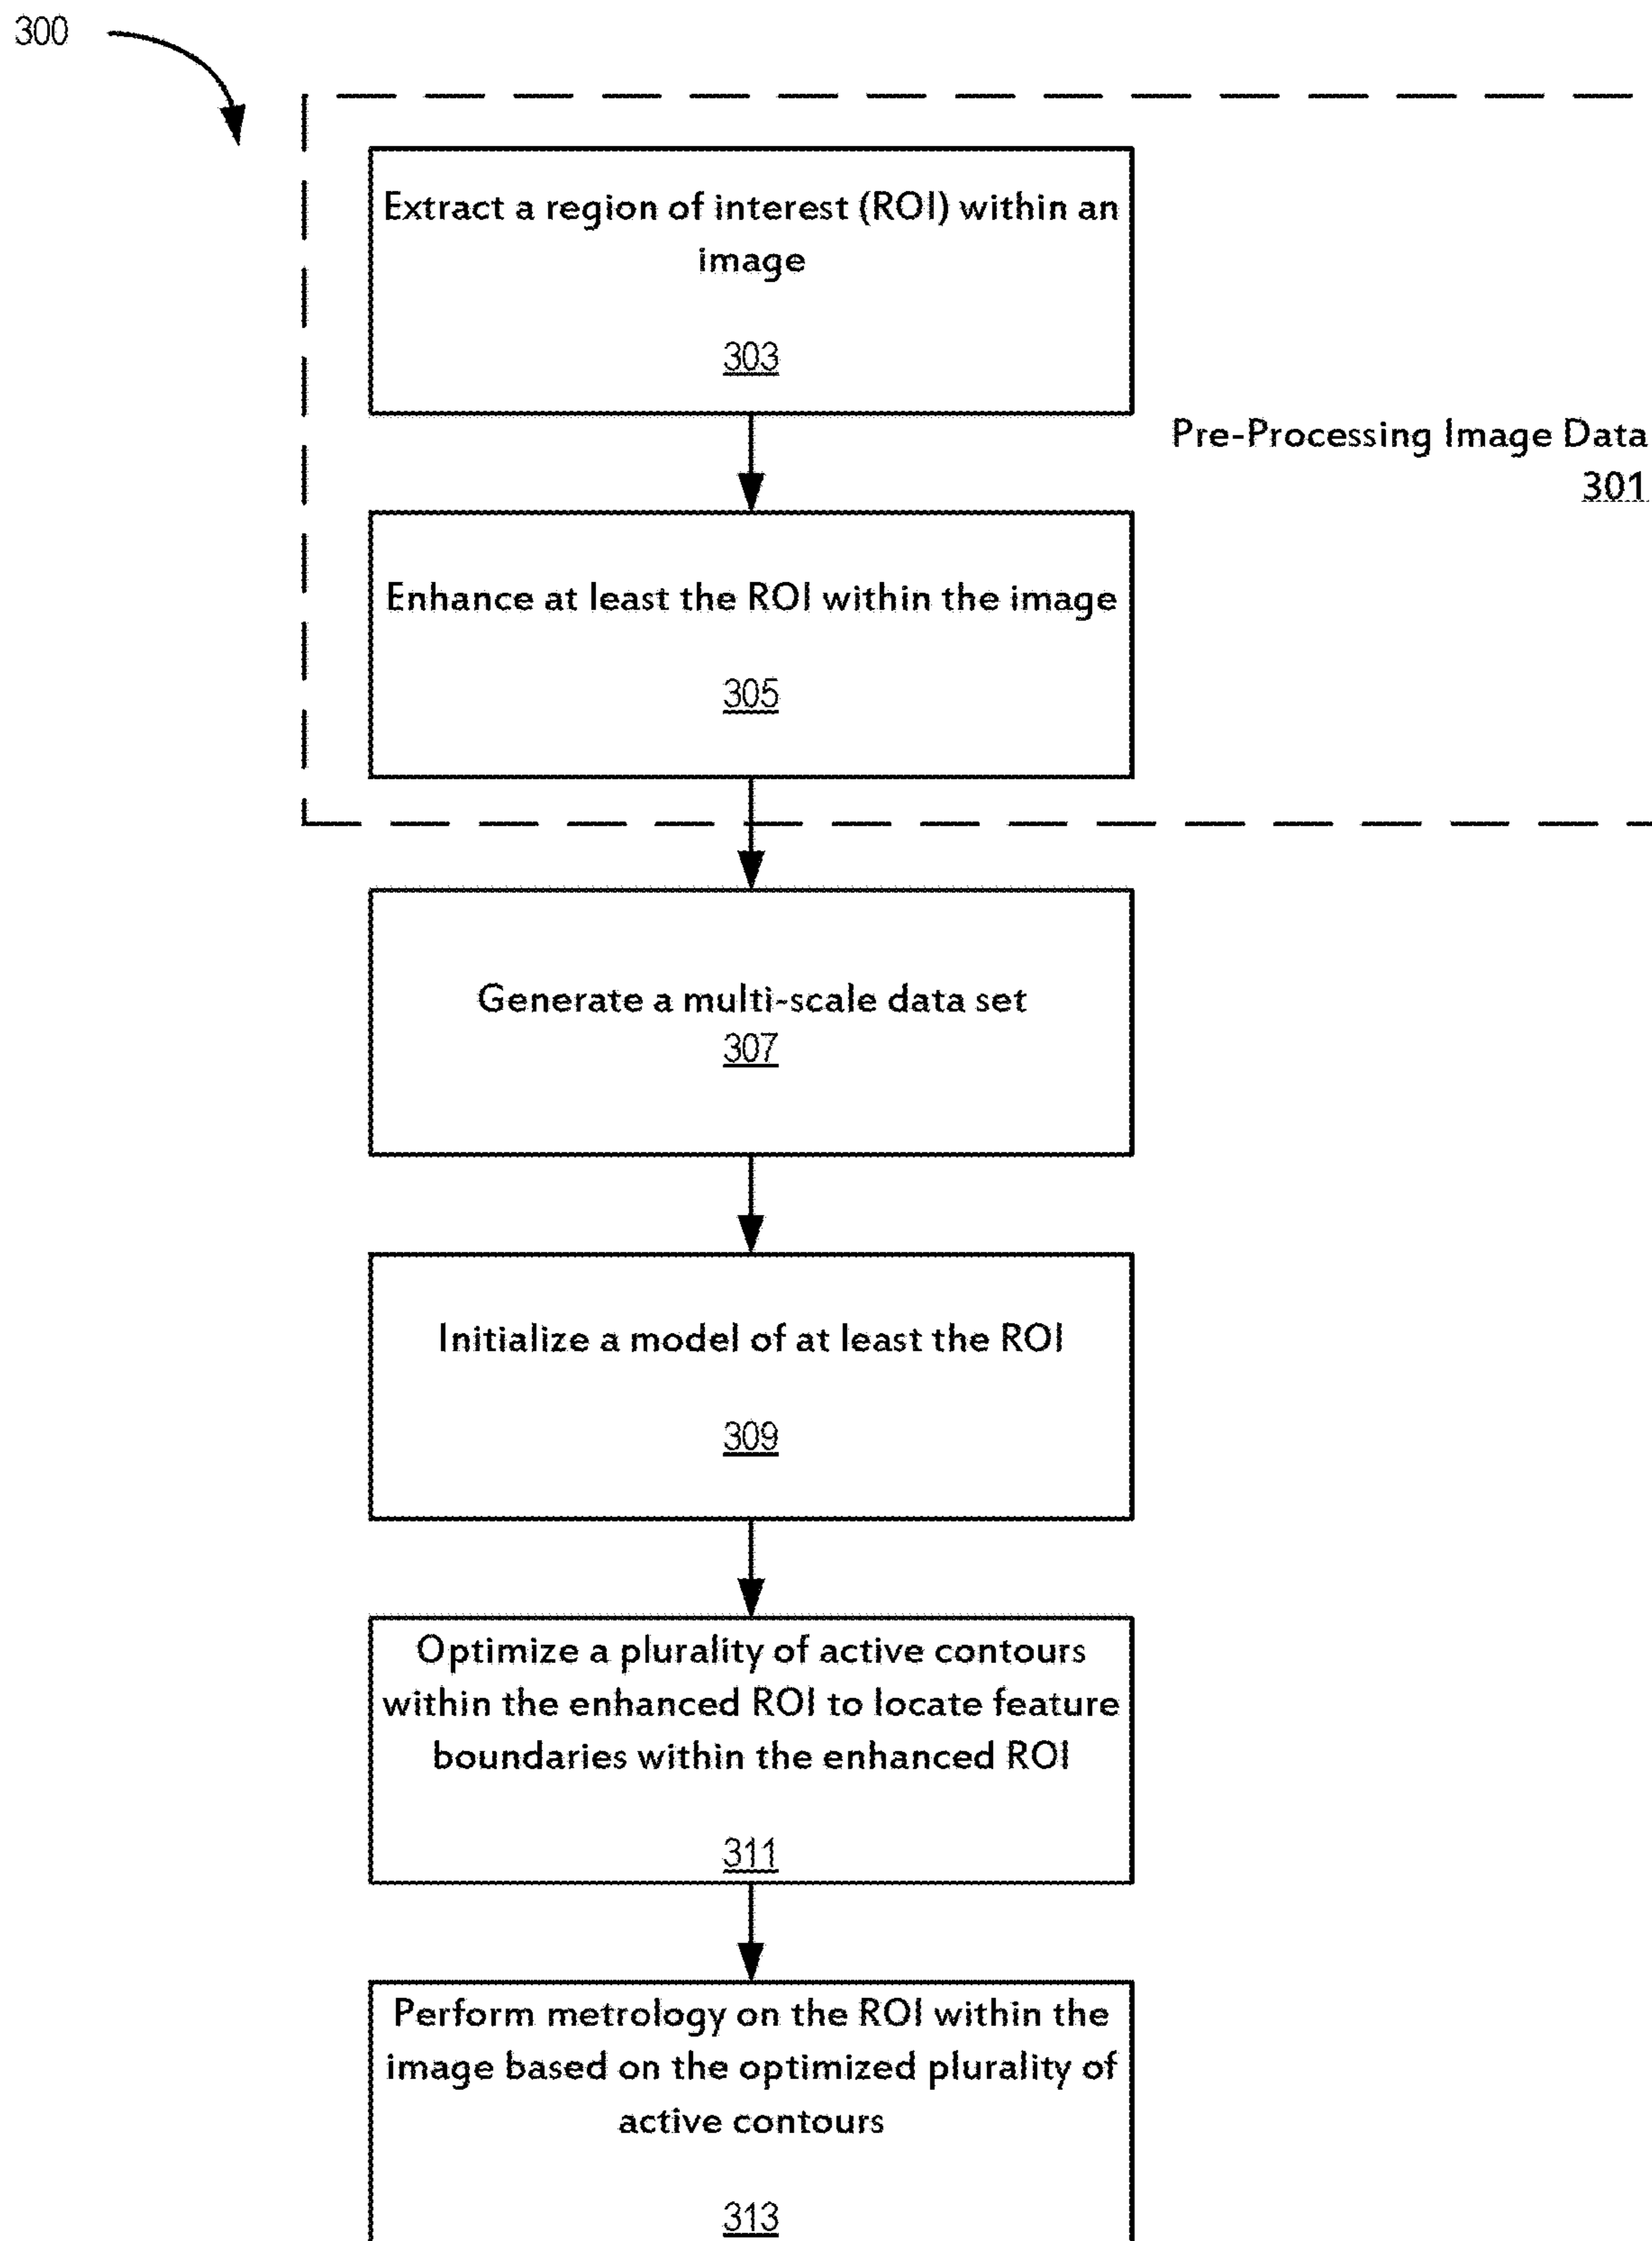 300
Extract a region of interest (ROI) within an
image
303
Pre-Processing Image Data
301
Enhance at least the ROI within the image
305
Generate a multi-scale data set
307
Initialize a model of at least the ROI
309
Optimize a plurality of active contours
within the enhanced ROI to locate feature
boundaries within the enhanced ROI
311
Perform metrology on the ROI within the
image based on the optimized plurality of
active contours
313